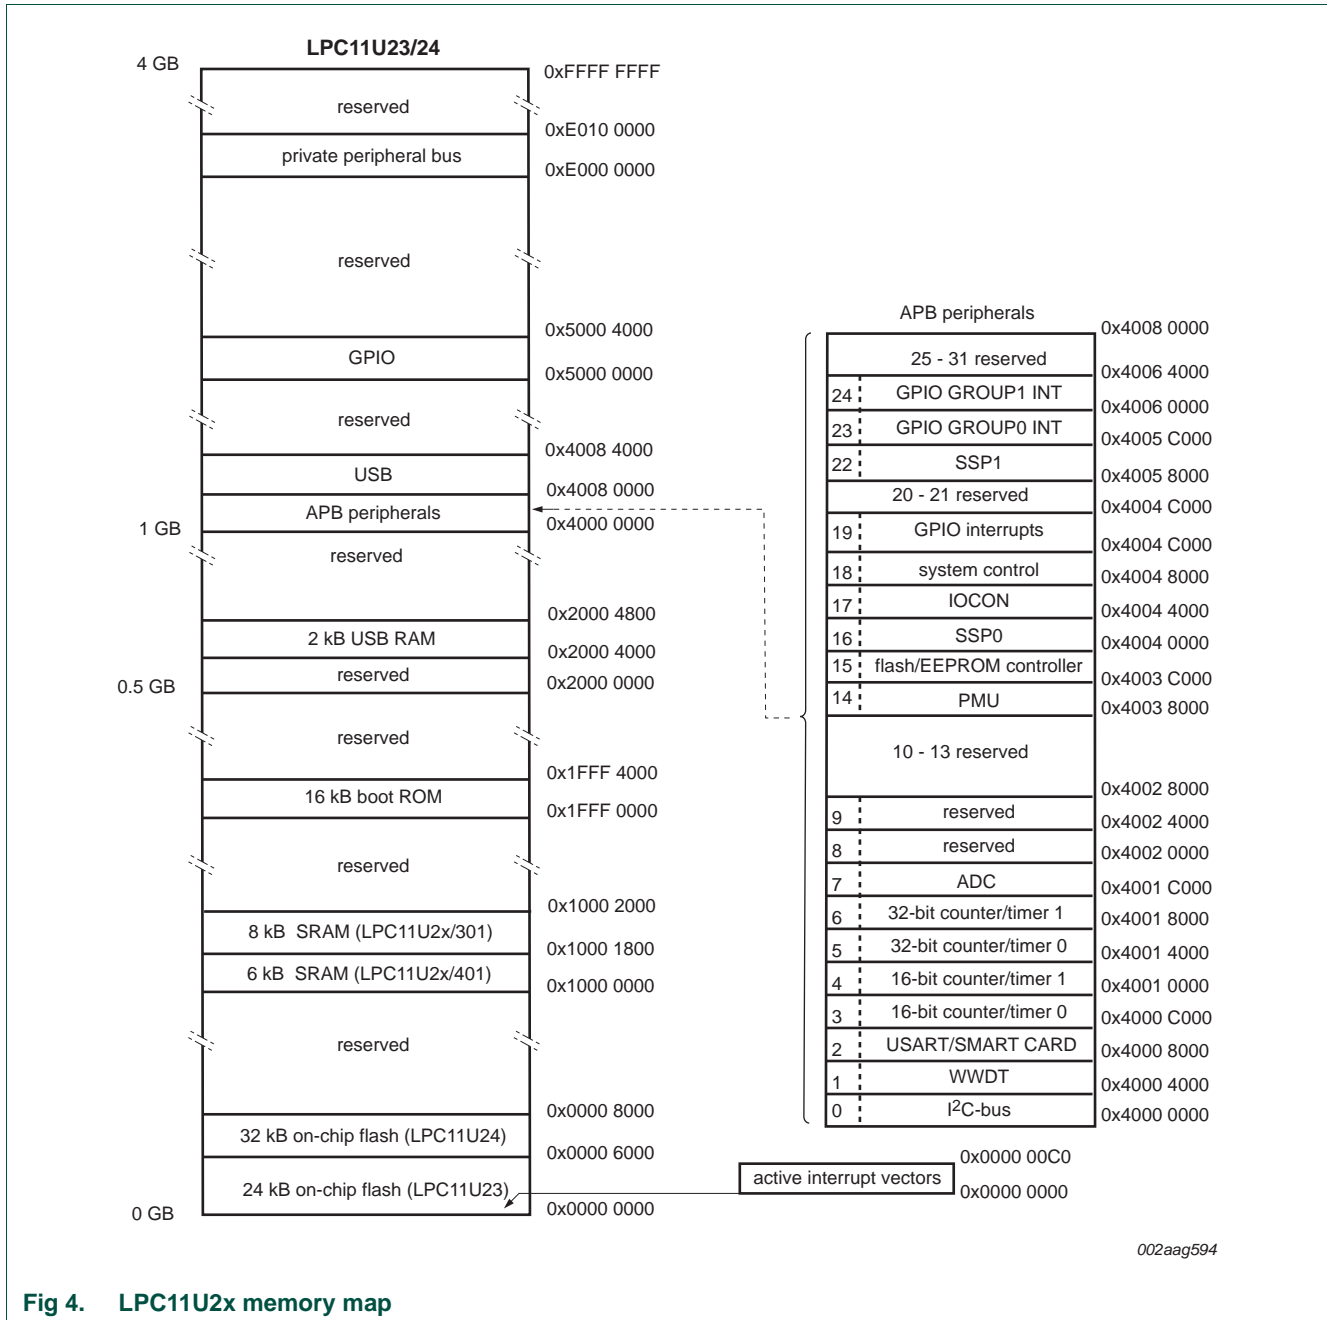 LPC11U23/24
4 GB
0xFFFF FFFF
reserved
0xE010 0000
private peripheral bus
0xE000 0000
reserved
0x5000 4000
GPIO
0x5000 0000
reserved
0x4008 4000
USB
0x4008 0000
APB peripherals
0x4000 0000
1 GB
reserved
0x2000 4800
2 kB USB RAM
0x2000 4000
reserved
0x2000 0000
0.5 GB
reserved
0x1FFF 4000
16 kB boot ROM
0x1FFF 0000
reserved
0x1000 2000
8 kB SRAM (LPC11U2x/301)
0x1000 1800
6 kB SRAM (LPC11U2x/401)
0x1000 0000
reserved
0x0000 8000
32 kB on-chip flash (LPC11U24)
0x0000 6000
24 kB on-chip flash (LPC11U23)
0x0000 0000
0 GB
APB peripherals
0x4008 0000
25 - 31 reserved
0x4006 4000
24 GPIO GROUP1 INT
0x4006 0000
23 GPIO GROUP0 INT
0x4005 C000
22 SSP1
0x4005 8000
20 - 21 reserved
0x4004 C000
19 GPIO interrupts
0x4004 C000
18 system control
0x4004 8000
17 IOCON
0x4004 4000
16 SSP0
0x4004 0000
15 flash/EEPROM controller
0x4003 C000
14 PMU
0x4003 8000
10 - 13 reserved
0x4002 8000
9 reserved
0x4002 4000
8 reserved
0x4002 0000
7 ADC
0x4001 C000
6 32-bit counter/timer 1
0x4001 8000
5 32-bit counter/timer 0
0x4001 4000
4 16-bit counter/timer 1
0x4001 0000
3 16-bit counter/timer 0
0x4000 C000
2 USART/SMART CARD
0x4000 8000
1 WWDT
0x4000 4000
0 I2C-bus
0x4000 0000
0x0000 00C0
active interrupt vectors
0x0000 0000
002aag594
Fig 4. LPC11U2x memory map